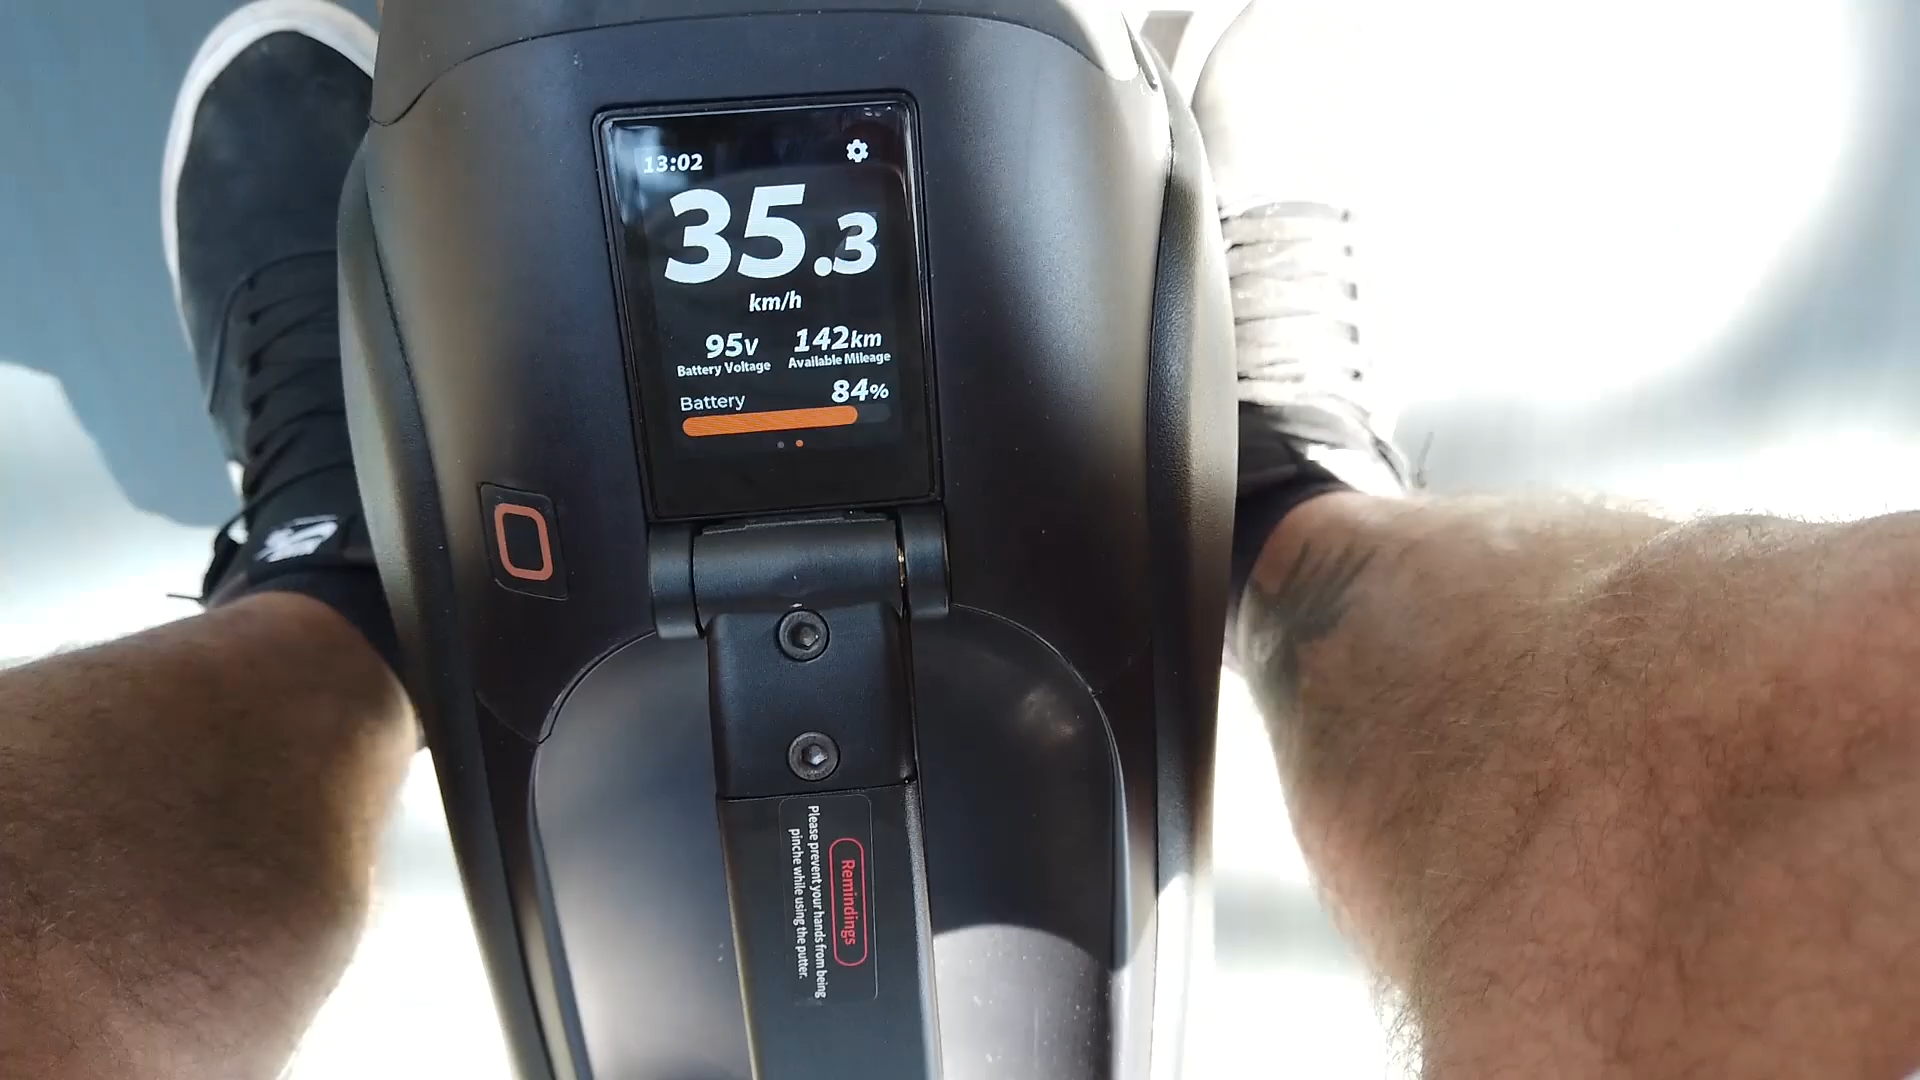 13:02
35.3
km/h
95V 142km
Battery Voltage Available Mileage
Battery 84%
Remindings
Please prevent your hands from being
pinche while using the putter.